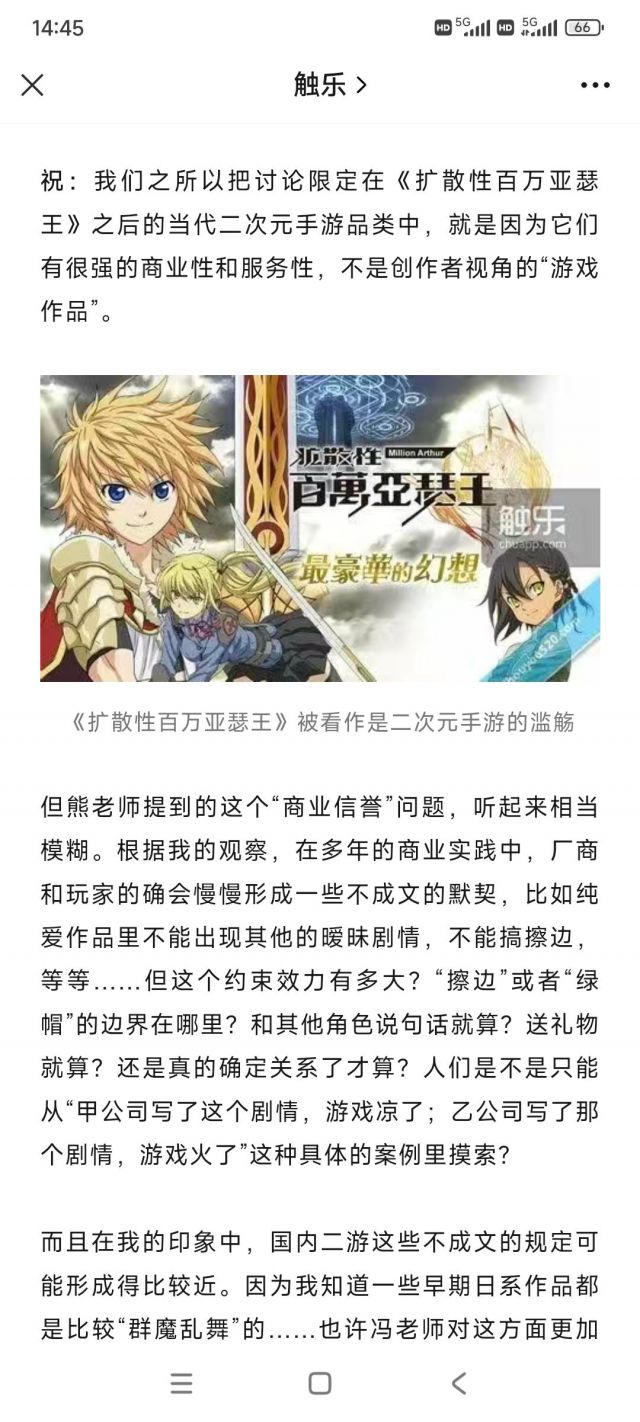 14:45
HD 5G HD 5G 66
触乐
祝：我们之所以把讨论限定在《扩散性百万亚瑟
王》之后的当代二次元手游品类中，就是因为它们
有很强的商业性和服务性，不是创作者视角的“游戏
作品”。
拡散性 Million Arthur
百萬亞瑟王
触乐
chuapp.com
最豪華的幻想
《扩散性百万亚瑟王》被看作是二次元手游的滥觞
但熊老师提到的这个“商业信誉”问题，听起来相当
模糊。根据我的观察，在多年的商业实践中，厂商
和玩家的确会慢慢形成一些不成文的默契，比如纯
爱作品里不能出现其他的暧昧剧情，不能搞擦边，
等等……但这个约束效力有多大？“擦边”或者“绿
帽”的边界在哪里？和其他角色说句话就算？送礼物
就算？还是真的确定关系了才算？人们是不是只能
从“甲公司写了这个剧情，游戏凉了；乙公司写了那
个剧情，游戏火了”这种具体的案例里摸索？
而且在我的印象中，国内二游这些不成文的规定可
能形成得比较近。因为我知道一些早期日系作品都
是比较“群魔乱舞”的……也许冯老师对这方面更加